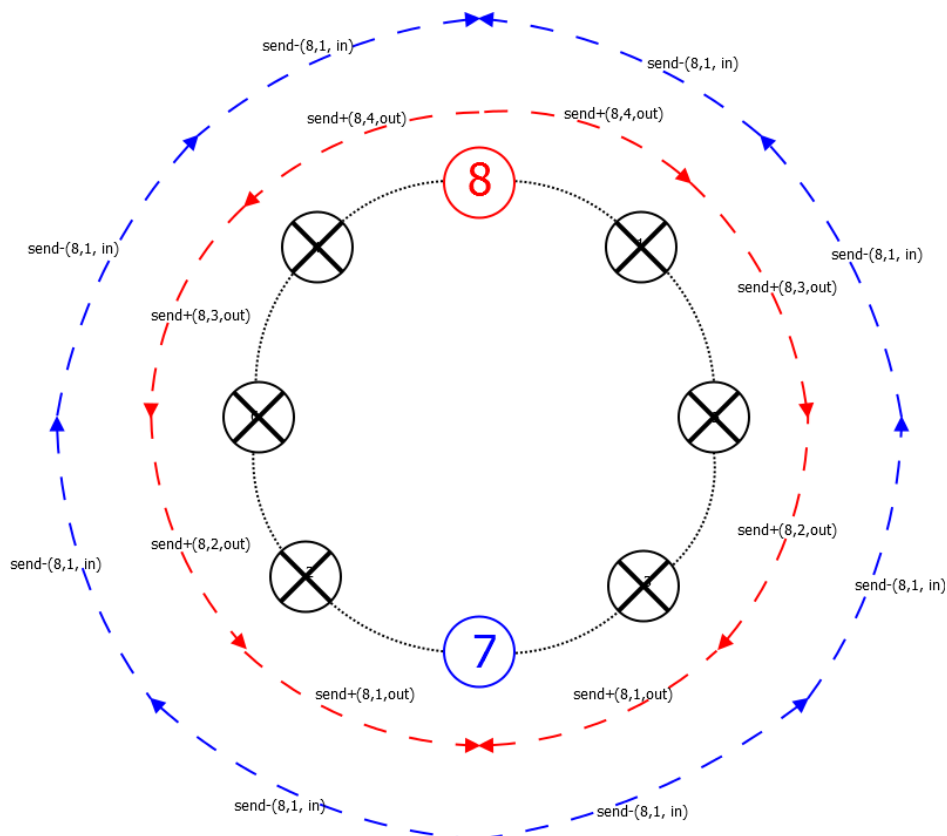 send-(8,1, in)
send-(8,1, in)
send+(8,4,out)
send+(8,4,out)
8
send-(8,1, in)
send-(8,1, in)
send+(8,3,out)
send+(8,3,out)
send+(8,2,out)
send+(8,2,out)
send-(8,1, in)
send-(8,1, in)
2
3
7
send+(8,1,out)
send+(8,1,out)
send-(8,1, in)
send-(8,1, in)